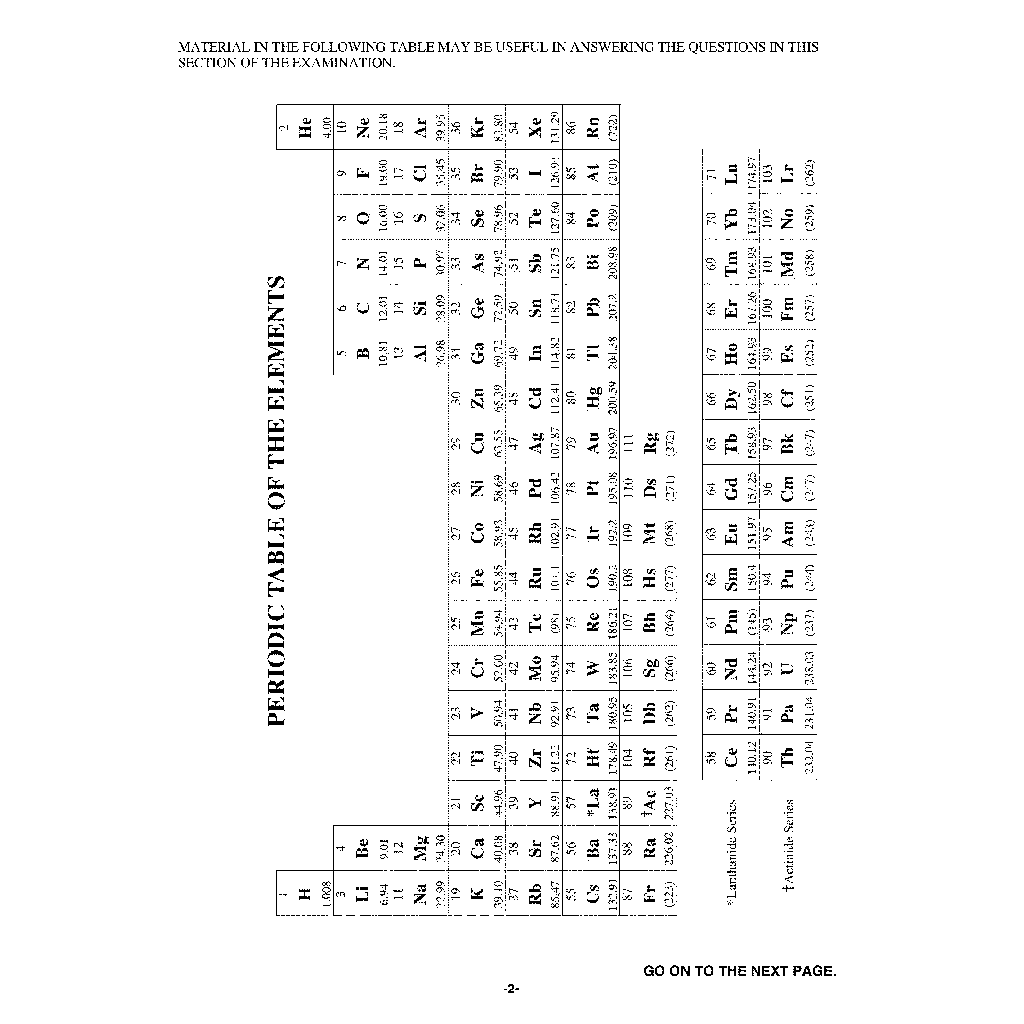 MATERIAL IN THE FOLLOWING TABLE MAY BE USEFUL IN ANSWERING THE QUESTIONS IN THIS
SECTION OF THE EXAMINATION.
PERIODIC TABLE OF THE ELEMENTS
1 2
H He
1.008 4.00
3 4 5 6 7 8 9 10
Li Be B C N O F Ne
6.94 9.01 10.81 12.01 14.01 16.00 19.00 20.18
11 12 13 14 15 16 17 18
Na Mg Al Si P S Cl Ar
22.99 24.30 26.98 28.09 30.97 32.06 35.45 39.95
19 20 21 22 23 24 25 26 27 28 29 30 31 32 33 34 35 36
K Ca Sc Ti V Cr Mn Fe Co Ni Cu Zn Ga Ge As Se Br Kr
39.10 40.08 44.96 47.90 50.94 52.00 54.94 55.85 58.93 58.69 63.55 65.39 69.72 72.59 74.92 78.96 79.90 83.80
37 38 39 40 41 42 43 44 45 46 47 48 49 50 51 52 53 54
Rb Sr Y Zr Nb Mo Tc Ru Rh Pd Ag Cd In Sn Sb Te I Xe
85.47 87.62 88.91 91.22 92.91 95.94 (98) 101.1 102.91 106.42 107.87 112.41 114.82 118.71 121.75 127.60 126.91 131.29
55 56 57 72 73 74 75 76 77 78 79 80 81 82 83 84 85 86
Cs Ba *La Hf Ta W Re Os Ir Pt Au Hg Tl Pb Bi Po At Rn
132.91 137.33 138.91 178.49 180.95 183.85 186.21 190.2 192.2 195.08 196.97 200.59 204.38 207.2 208.98 (209) (210) (222)
87 88 89 104 105 106 107 108 109 110 111
Fr Ra †Ac Rf Db Sg Bh Hs Mt Ds Rg
(223) 226.02 227.03 (261) (262) (266) (264) (277) (268) (271) (272)
58 59 60 61 62 63 64 65 66 67 68 69 70 71
*Lanthanide Series Ce Pr Nd Pm Sm Eu Gd Tb Dy Ho Er Tm Yb Lu
140.12 140.91 144.24 (145) 150.4 151.97 157.25 158.93 162.50 164.93 167.26 168.93 173.04 174.97
90 91 92 93 94 95 96 97 98 99 100 101 102 103
†Actinide Series Th Pa U Np Pu Am Cm Bk Cf Es Fm Md No Lr
232.04 231.04 238.03 (237) (244) (243) (247) (247) (251) (252) (257) (258) (259) (262)
GO ON TO THE NEXT PAGE.
-2-